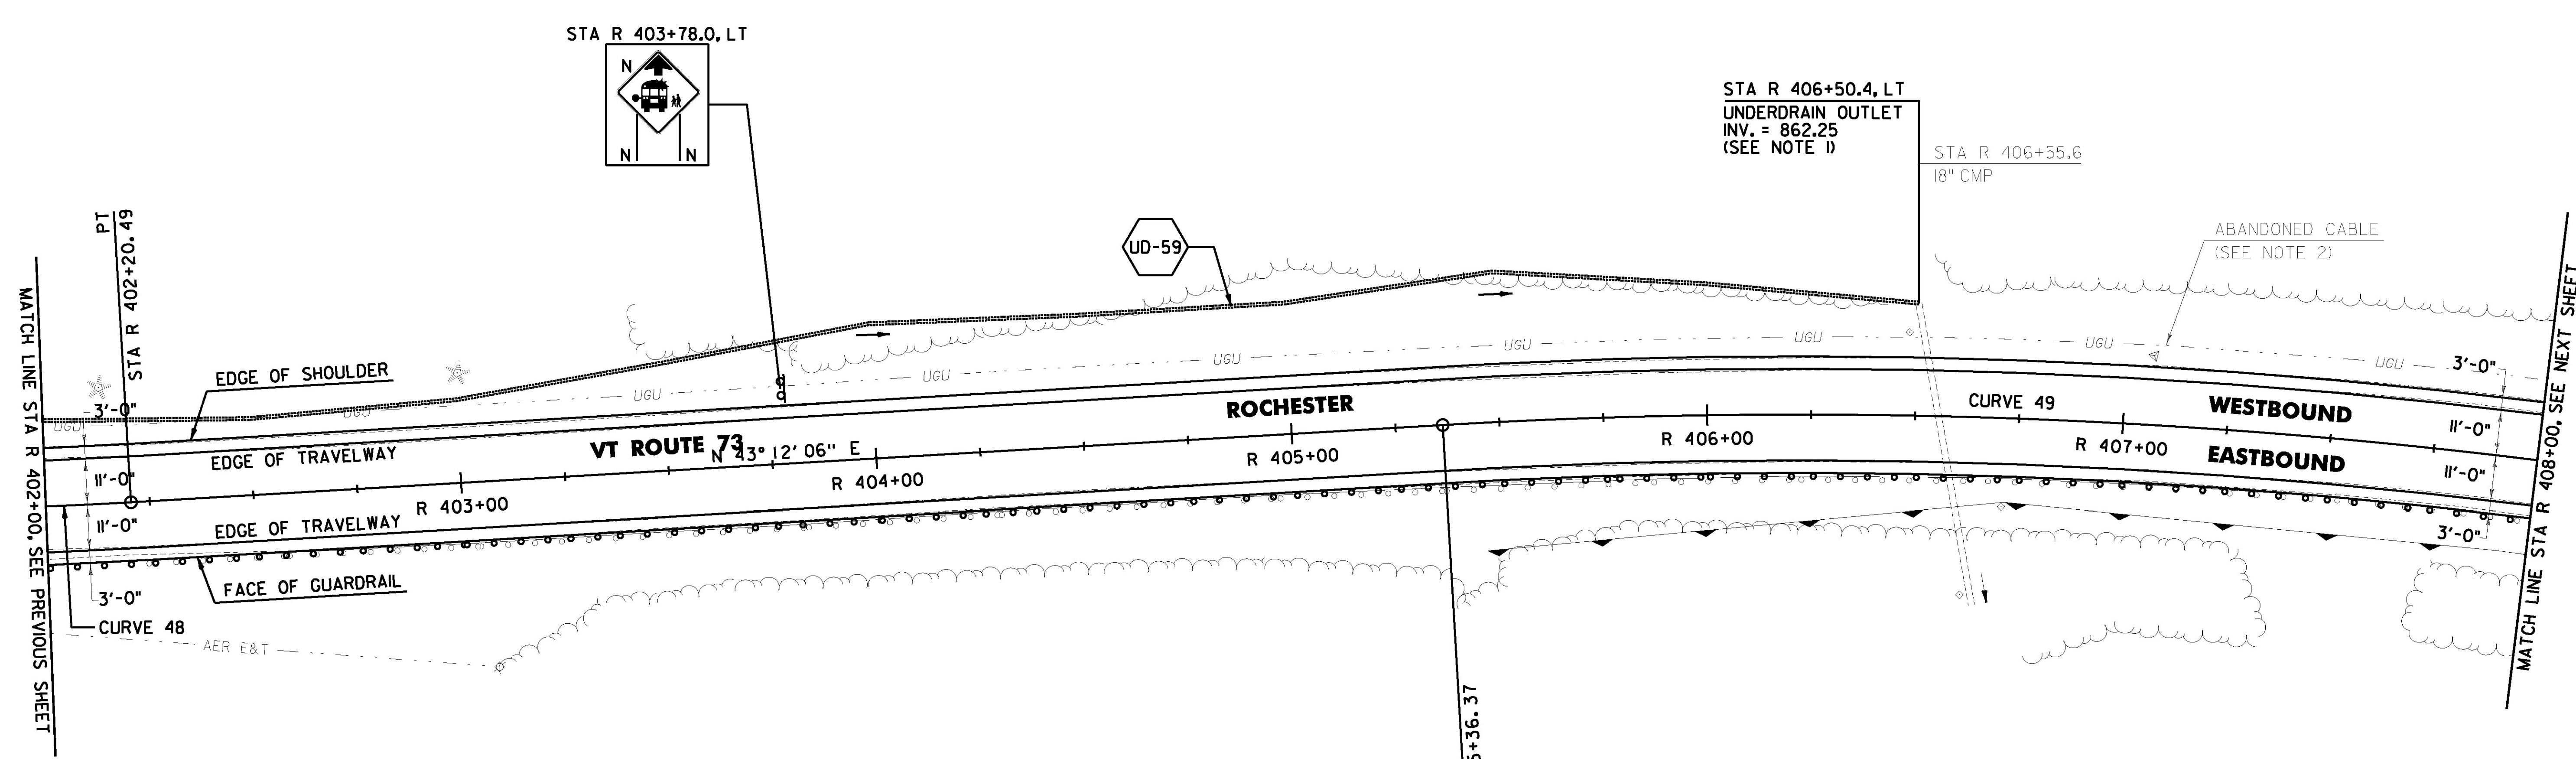 STA R 403+78.0, LT
N
N
N
STA R 406+50.4, LT
UNDERDRAIN OUTLET
INV. = 862.25
(SEE NOTE 1)
STA R 406+55.6
18" CMP
PT
STA R 402+20.49
UD-59
ABANDONED CABLE
(SEE NOTE 2)
MATCH LINE STA R 402+00, SEE PREVIOUS SHEET
EDGE OF SHOULDER
3'-0"
UGU
UGU
UGU
UGU
UGU
UGU
UGU
UGU
UGU
3'-0"
ROCHESTER
CURVE 49
WESTBOUND
11'-0"
VT ROUTE 73
N 43° 12' 06" E
EDGE OF TRAVELWAY
R 403+00
R 404+00
R 405+00
R 406+00
R 407+00
EASTBOUND
11'-0"
11'-0"
11'-0"
EDGE OF TRAVELWAY
3'-0"
FACE OF GUARDRAIL
3'-0"
CURVE 48
AER E&T
5+36.37
MATCH LINE STA R 408+00, SEE NEXT SHEET